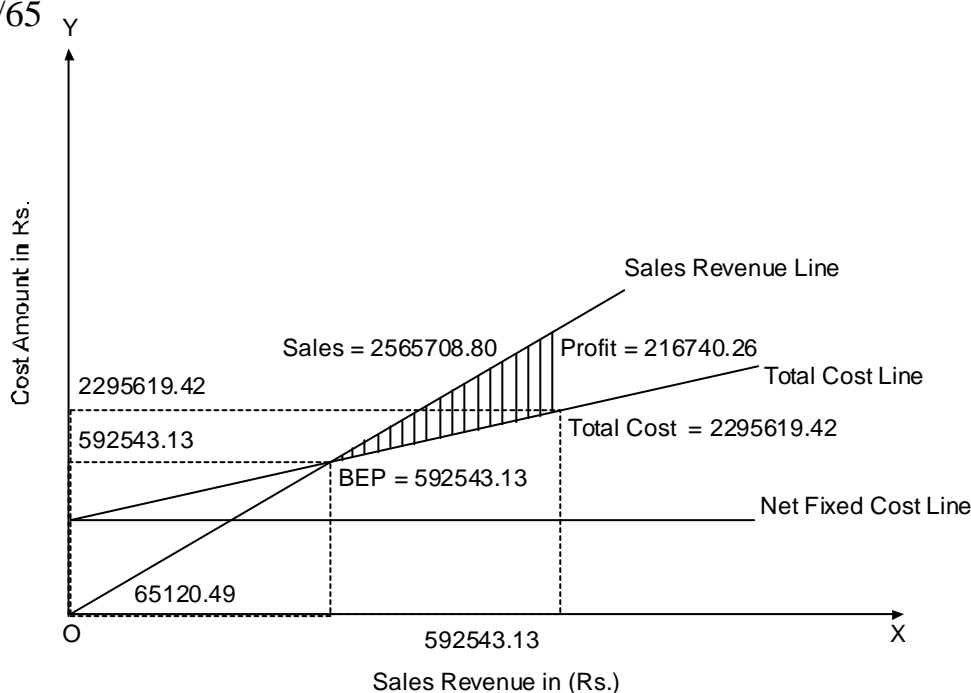 /65
Y
Cost Amount in Rs.
Sales Revenue Line
Sales = 2565708.80
Profit = 216740.26
2295619.42
Total Cost Line
Total Cost = 2295619.42
592543.13
BEP = 592543.13
Net Fixed Cost Line
65120.49
O
592543.13
X
Sales Revenue in (Rs.)